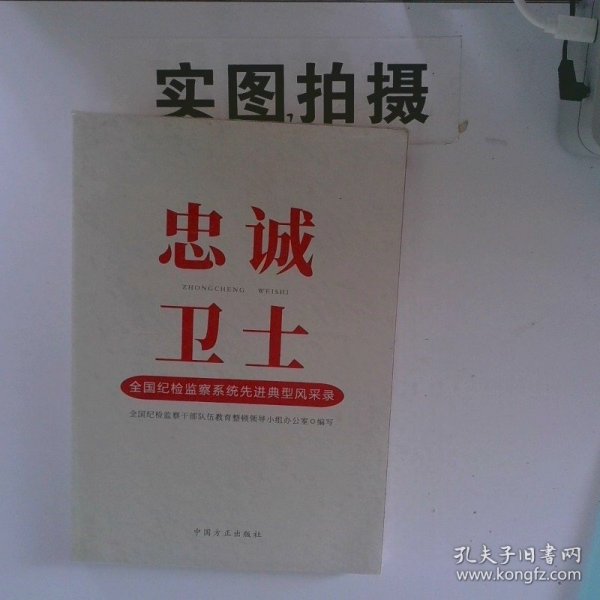 实图拍摄
忠诚
ZHONGCHENG WEISHI
卫士
全国纪检监察系统先进典型风采录
全国纪检监察干部队伍教育整顿领导小组办公室◎编写
中国方正出版社
孔夫子旧书网
www.kongfz.com